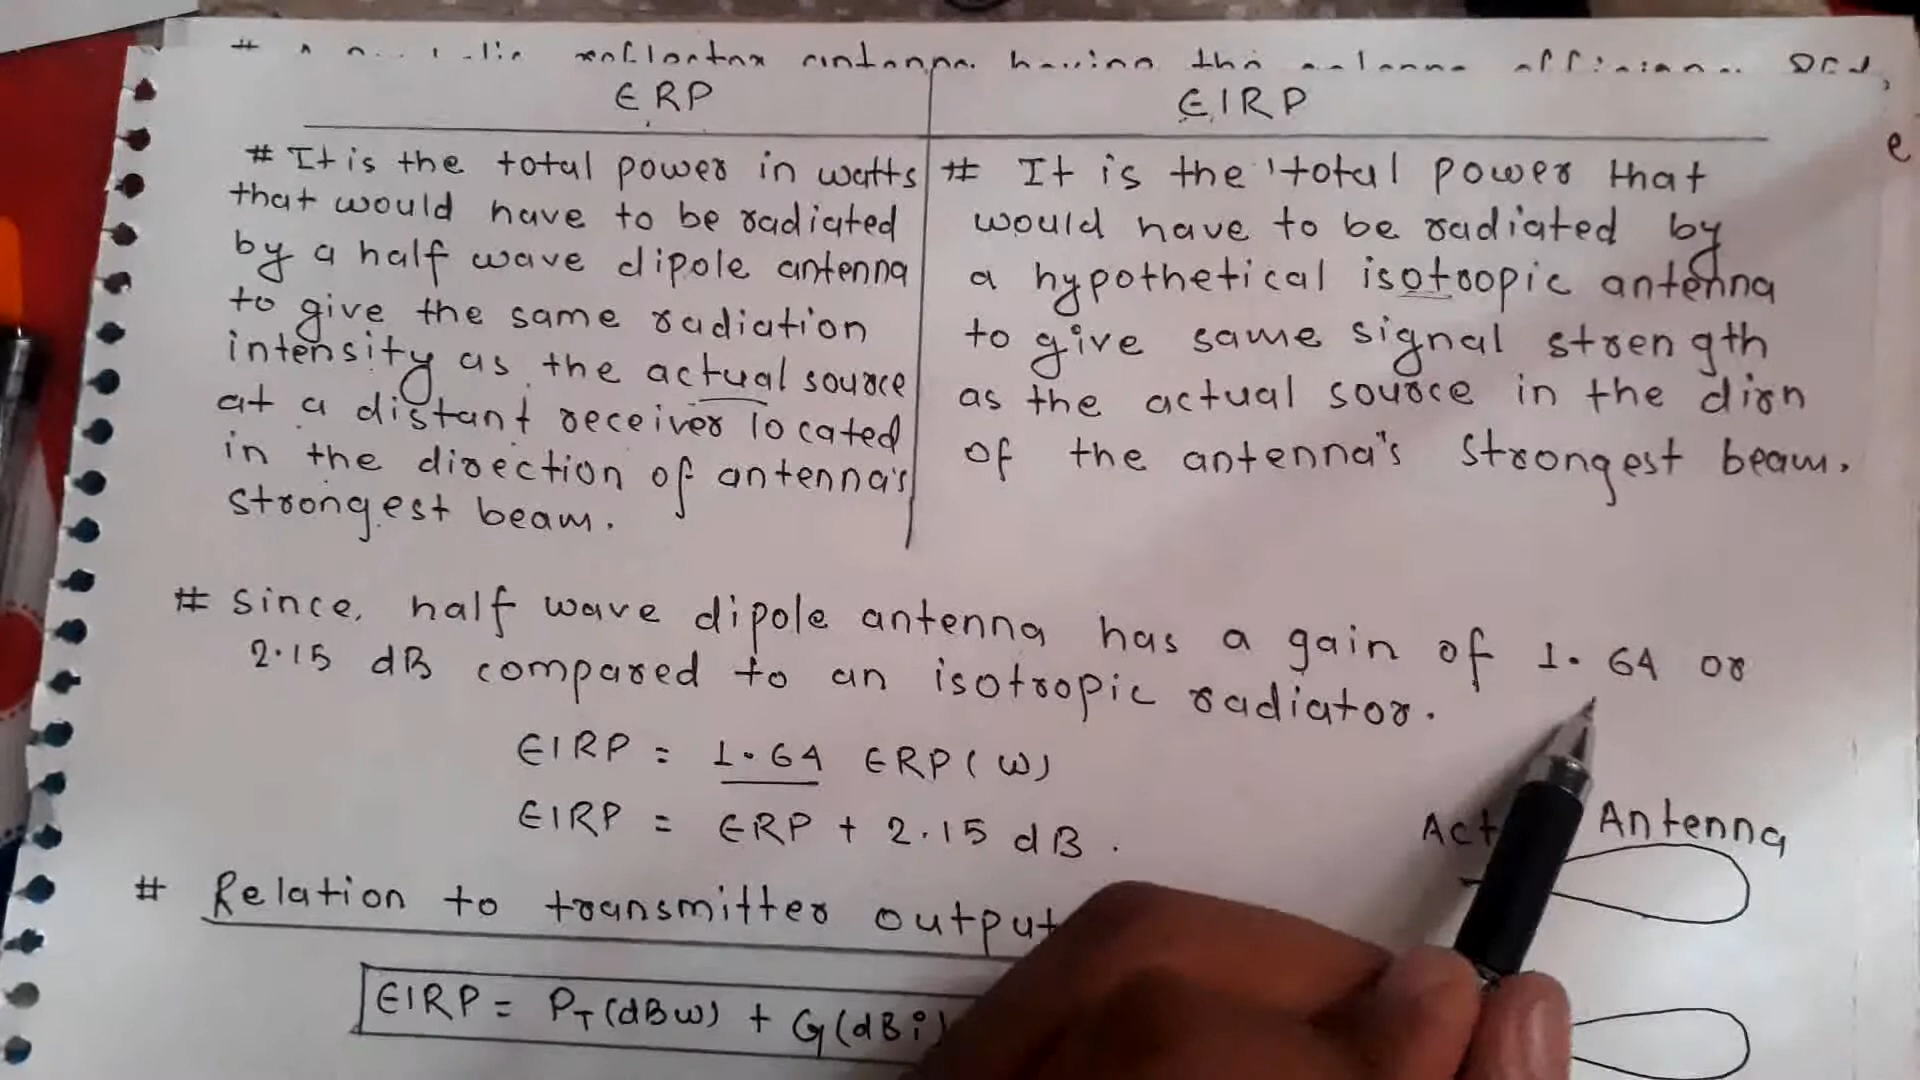 ERP
EIRP
# It is the total power in watts
that would have to be radiated
by a half wave dipole antenna
to give the same radiation
intensity as the actual source
at a distant receiver located
in the direction of antenna's
strongest beam.
# It is the total power that
would have to be radiated by
a hypothetical isotropic antenna
to give same signal strength
as the actual source in the dirn
of the antenna's strongest beam.
# since, half wave dipole antenna has a gain of 1.64 or
2.15 dB compared to an isotropic radiator.
EIRP = 1.64 ERP (W)
EIRP = ERP + 2.15 dB.
Antenna
# Relation to transmitter output
EIRP = PT (dBW) + G (dBi)